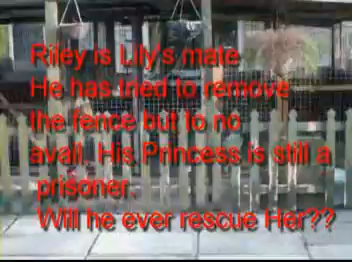 Riley is Lily's mate
He has tried to remove
the fence but to no
avail. His Princess is still a
prisoner.
Will he ever rescue Her??